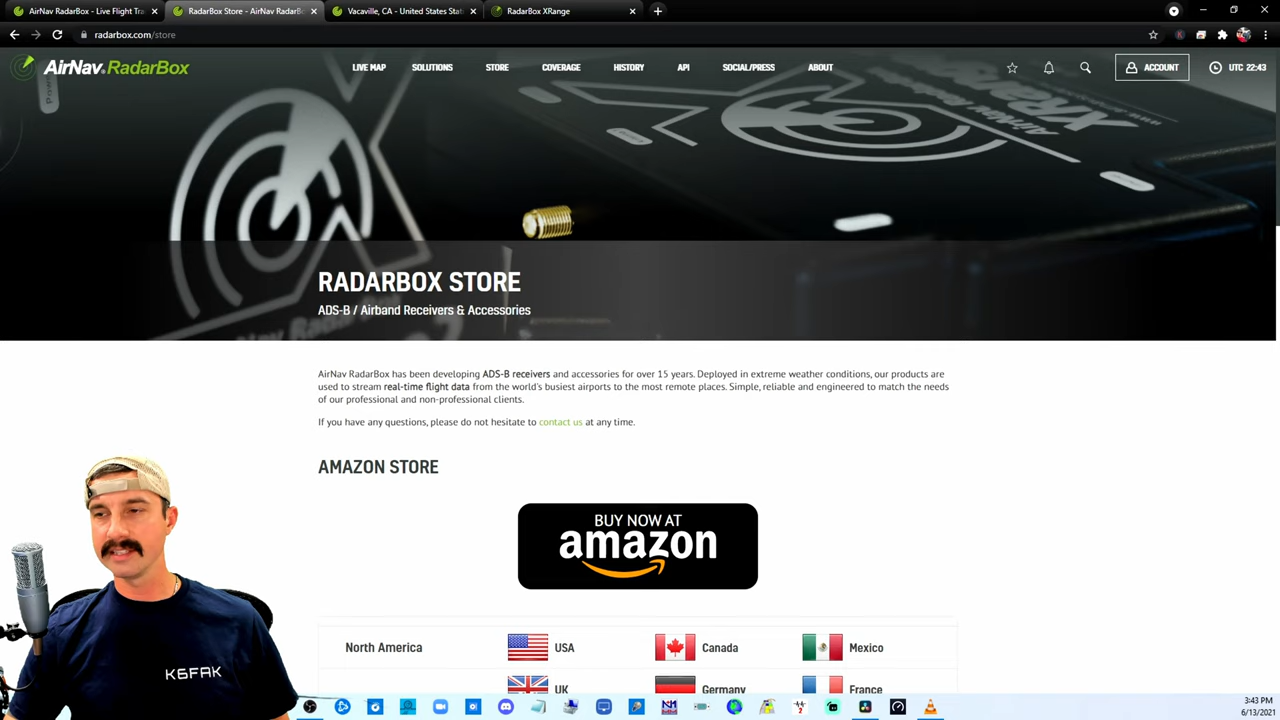 AirNav RadarBox - Live Flight Tra
RadarBox Store - AirNav RadarBo
Vacaville, CA - United States Sta
RadarBox XRange
radarbox.com/store
AirNav RadarBox
LIVE MAP
SOLUTIONS
STORE
COVERAGE
HISTORY
API
SOCIAL/PRESS
ABOUT
ACCOUNT
UTC 22:43
XRange
RADARBOX STORE
ADS-B / Airband Receivers & Accessories
AirNav RadarBox has been developing ADS-B receivers and accessories for over 15 years. Deployed in extreme weather conditions, our products are
used to stream real-time flight data from the world's busiest airports to the most remote places. Simple, reliable and engineered to match the needs
of our professional and non-professional clients.
If you have any questions, please do not hesitate to contact us at any time.
AMAZON STORE
BUY NOW AT
amazon
North America
USA
Canada
Mexico
UK
Germany
France
K6FAK
3:43 PM
6/13/2021